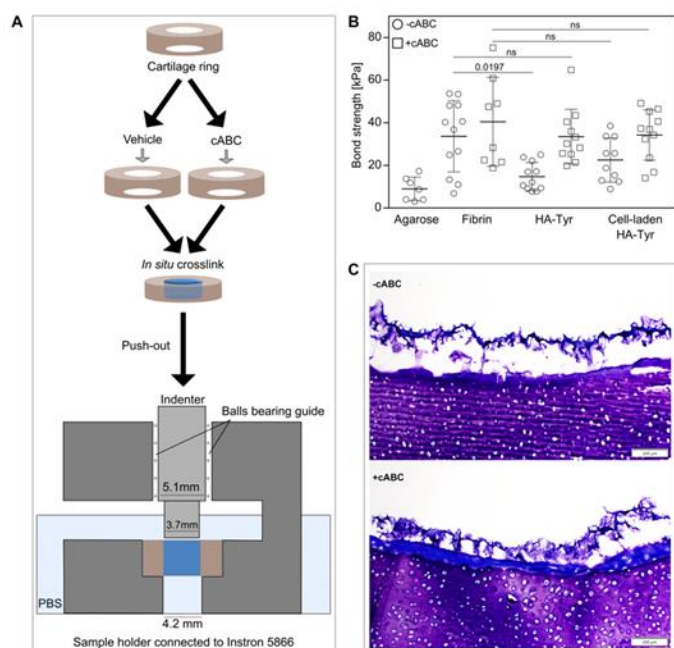 A
Cartilage ring
Vehicle
cABC
In situ crosslink
Push-out
Indenter
Balls bearing guide
5.1mm
3.7mm
PBS
4.2 mm
Sample holder connected to Instron 5866
B
-cABC
+cABC
ns
ns
ns
0.0197
Bond strength [kPa]
80
60
40
20
0
Agarose
Fibrin
HA-Tyr
Cell-laden
HA-Tyr
C
-cABC
+cABC